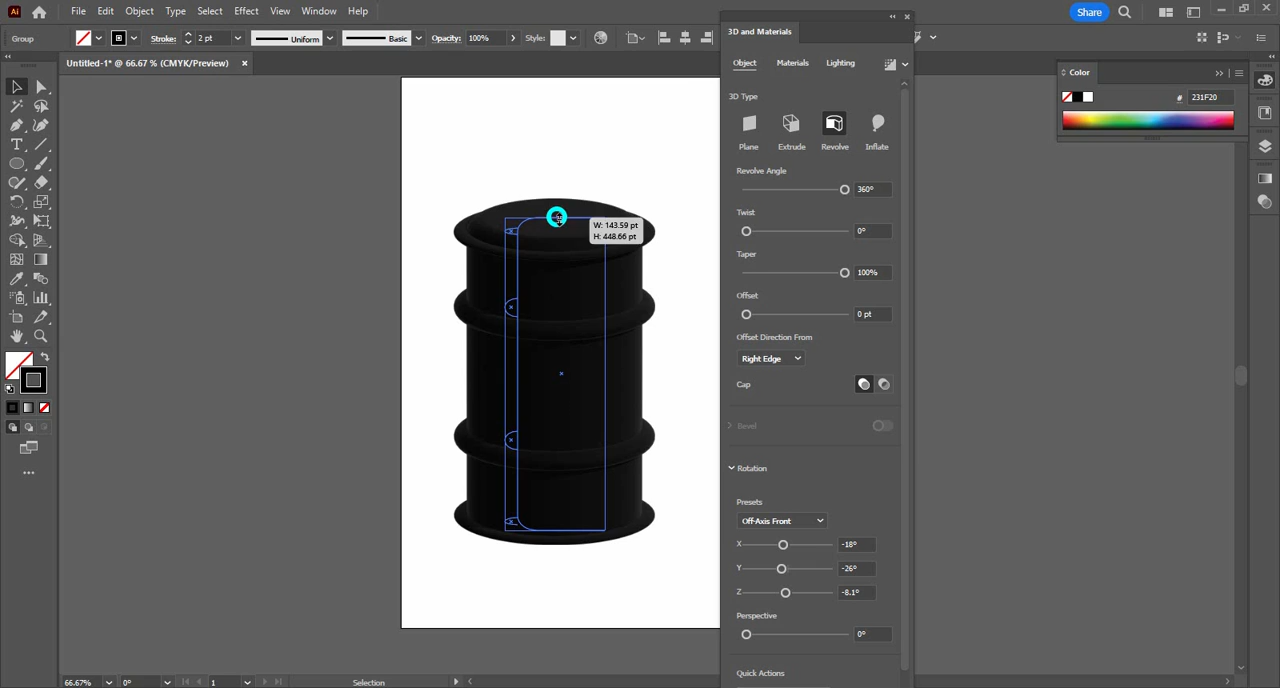 Ai File Edit Object Type Select Effect View Window Help Share
Group Stroke: 2 pt Uniform Basic Opacity: 100% Style:
Untitled-1* @ 66.67 % (CMYK/Preview) ×
3D and Materials
Object Materials Lighting
3D Type
Plane Extrude Revolve Inflate
Revolve Angle
360°
Twist
0°
Taper
100%
Offset
0 pt
Offset Direction From
Right Edge
Cap
Bevel
Rotation
Presets
Off-Axis Front
X -18°
Y -26°
Z -8.1°
Perspective
0°
Quick Actions
Color
# 231F20
W: 143.59 pt
H: 448.66 pt
66.67% 0° 1 Selection